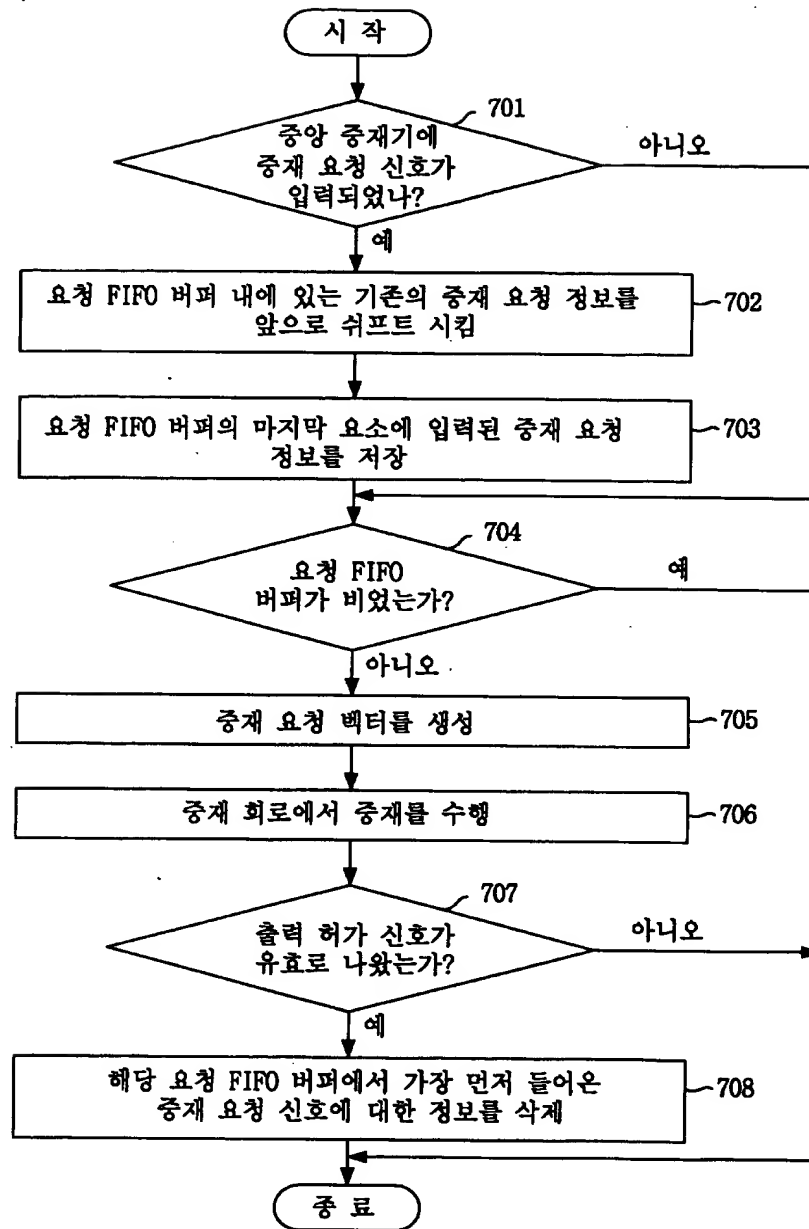 시 작
701
중앙 중재기에
중재 요청 신호가
입력되었나?
아니오
예
요청 FIFO 버퍼 내에 있는 기존의 중재 요청 정보를
앞으로 쉬프트 시킴
702
요청 FIFO 버퍼의 마지막 요소에 입력된 중재 요청
정보를 저장
703
704
요청 FIFO
버퍼가 비었는가?
예
아니오
중재 요청 벡터를 생성
705
중재 회로에서 중재를 수행
706
707
출력 허가 신호가
유효로 나왔는가?
아니오
예
해당 요청 FIFO 버퍼에서 가장 먼저 들어온
중재 요청 신호에 대한 정보를 삭제
708
종 료